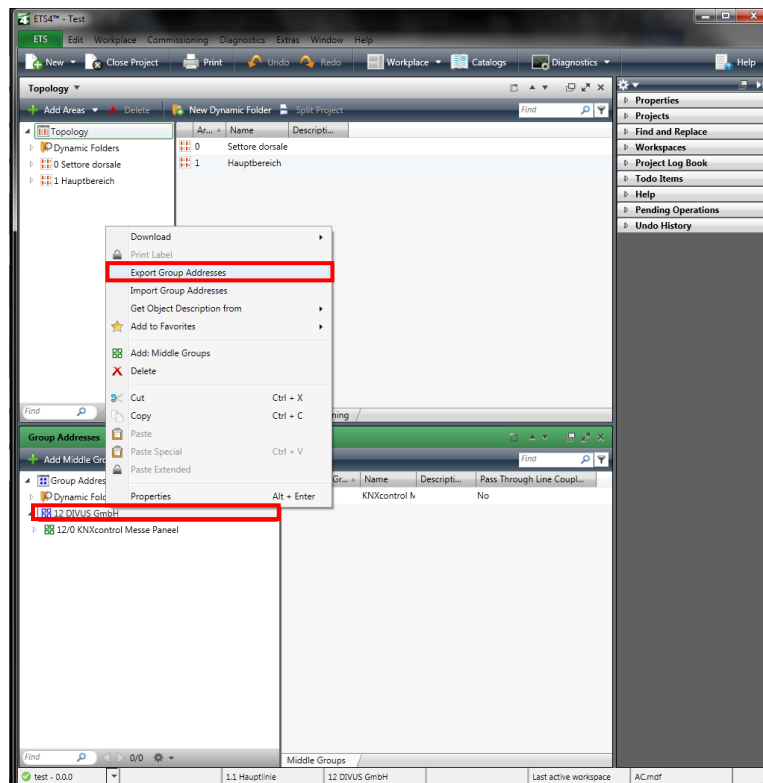 ETS4™ - Test
ETS Edit Workplace Commissioning Diagnostics Extras Window Help
New Close Project Print Undo Redo Workplace Catalogs Diagnostics Help
Topology
Add Areas Delete New Dynamic Folder Split Project Find
Topology
Dynamic Folders
0 Settore dorsale
1 Hauptbereich
Ar... Name Descripti...
0 Settore dorsale
1 Hauptbereich
Properties
Projects
Find and Replace
Workspaces
Project Log Book
Todo Items
Help
Pending Operations
Undo History
Download
Print Label
Export Group Addresses
Import Group Addresses
Get Object Description from
Add to Favorites
Add: Middle Groups
Delete
Cut Ctrl + X
Copy Ctrl + C
Paste
Paste Special Ctrl + V
Paste Extended
Properties Alt + Enter
Find
ning
Group Addresses
Add Middle Gro
Find
Group Addres
Dynamic Fold
12 DIVUS GmbH
12/0 KNXcontrol Messe Paneel
Gr... Name Descripti... Pass Through Line Coupl...
KNXcontrol M No
Find 0/0
Middle Groups
test - 0.0.0 1.1 Hauptlinie 12 DIVUS GmbH Last active workspace AC.mdf